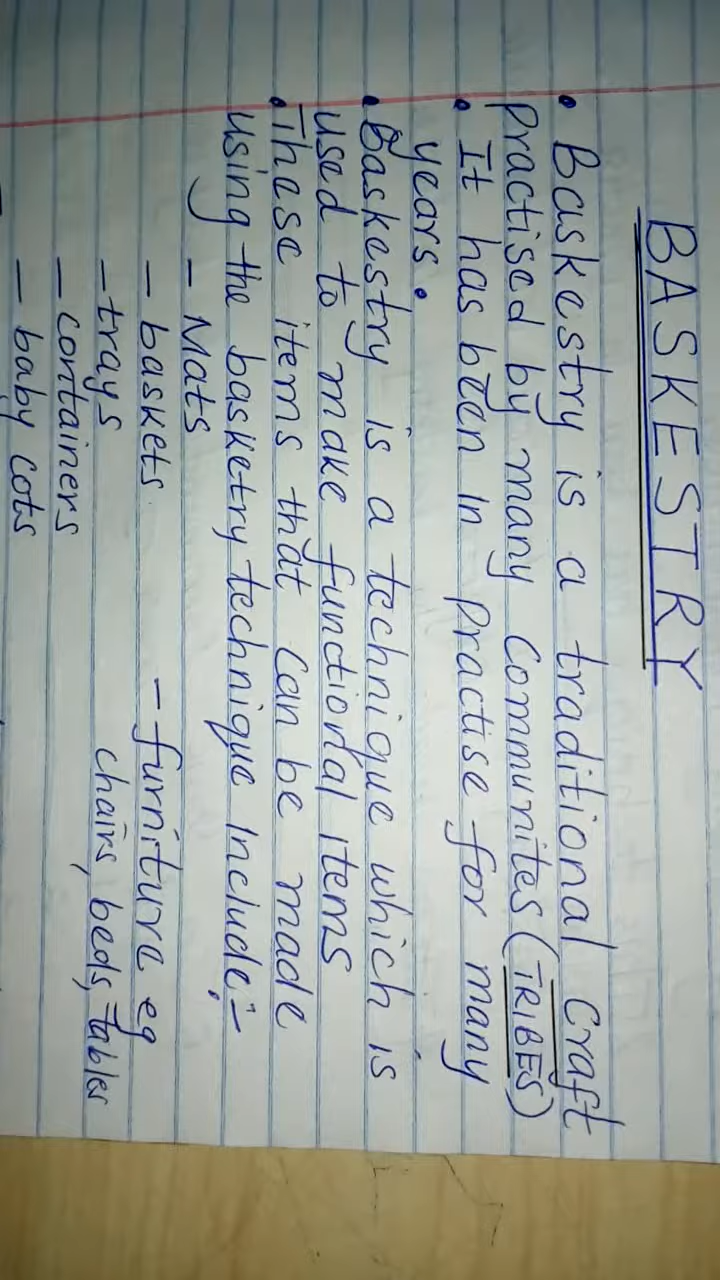 BASKESTRY
• Baskestry is a traditional Craft
Practised by many Communites (TRIBES)
• It has been in Practise for many
years.
• Baskestry is a technique which is
used to make functional items
• These items that can be made
using the basketry technique include:-
- Mats
- baskets.
- trays
- containers
- baby cots
- furniture eg
chairs, beds, tables